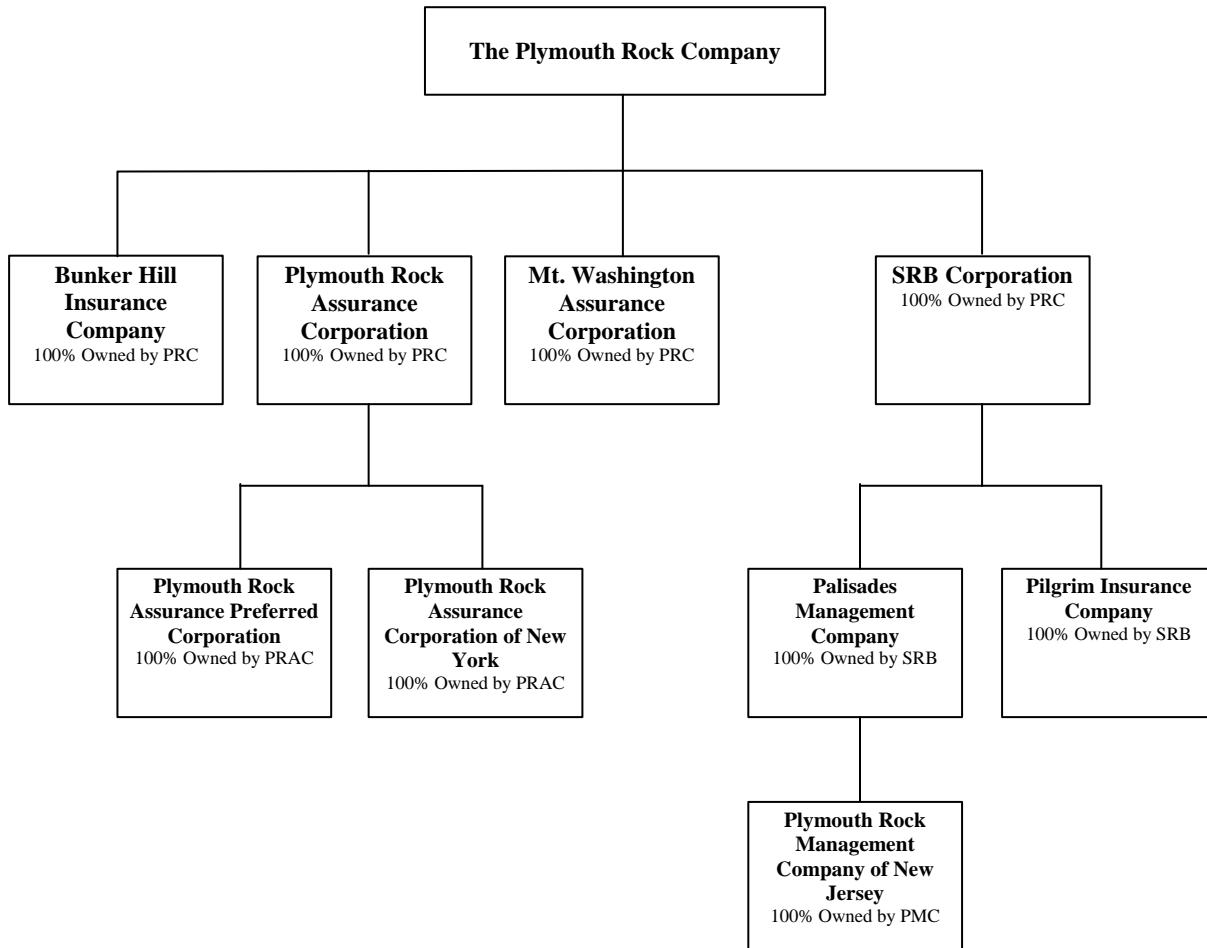 The Plymouth Rock Company
Bunker Hill
Insurance
Company
100% Owned by PRC
Plymouth Rock
Assurance
Corporation
100% Owned by PRC
Mt. Washington
Assurance
Corporation
100% Owned by PRC
SRB Corporation
100% Owned by PRC
Plymouth Rock
Assurance Preferred
Corporation
100% Owned by PRAC
Plymouth Rock
Assurance
Corporation of New
York
100% Owned by PRAC
Palisades
Management
Company
100% Owned by SRB
Pilgrim Insurance
Company
100% Owned by SRB
Plymouth Rock
Management
Company of New
Jersey
100% Owned by PMC